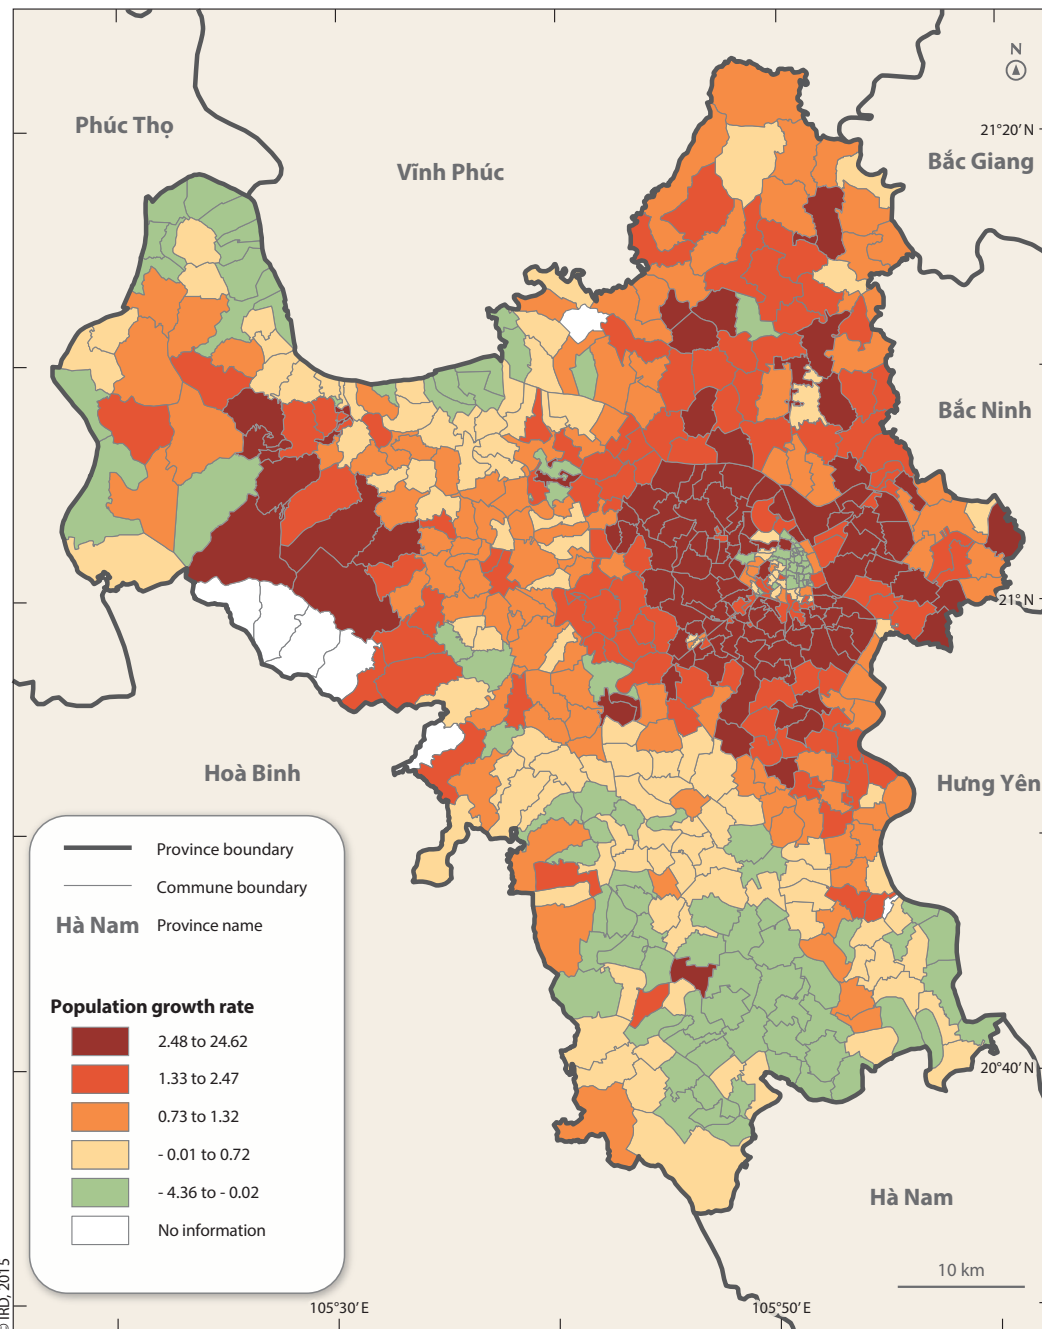 N
21°20' N
Phúc Thọ
Bắc Giang
Vĩnh Phúc
Bắc Ninh
21° N
Hoà Bình
Hưng Yên
Province boundary
Commune boundary
Hà Nam
Province name
Population growth rate
2.48 to 24.62
1.33 to 2.47
0.73 to 1.32
- 0.01 to 0.72
- 4.36 to - 0.02
No information
20°40' N
Hà Nam
10 km
105°30' E
105°50' E
© IRD, 2015